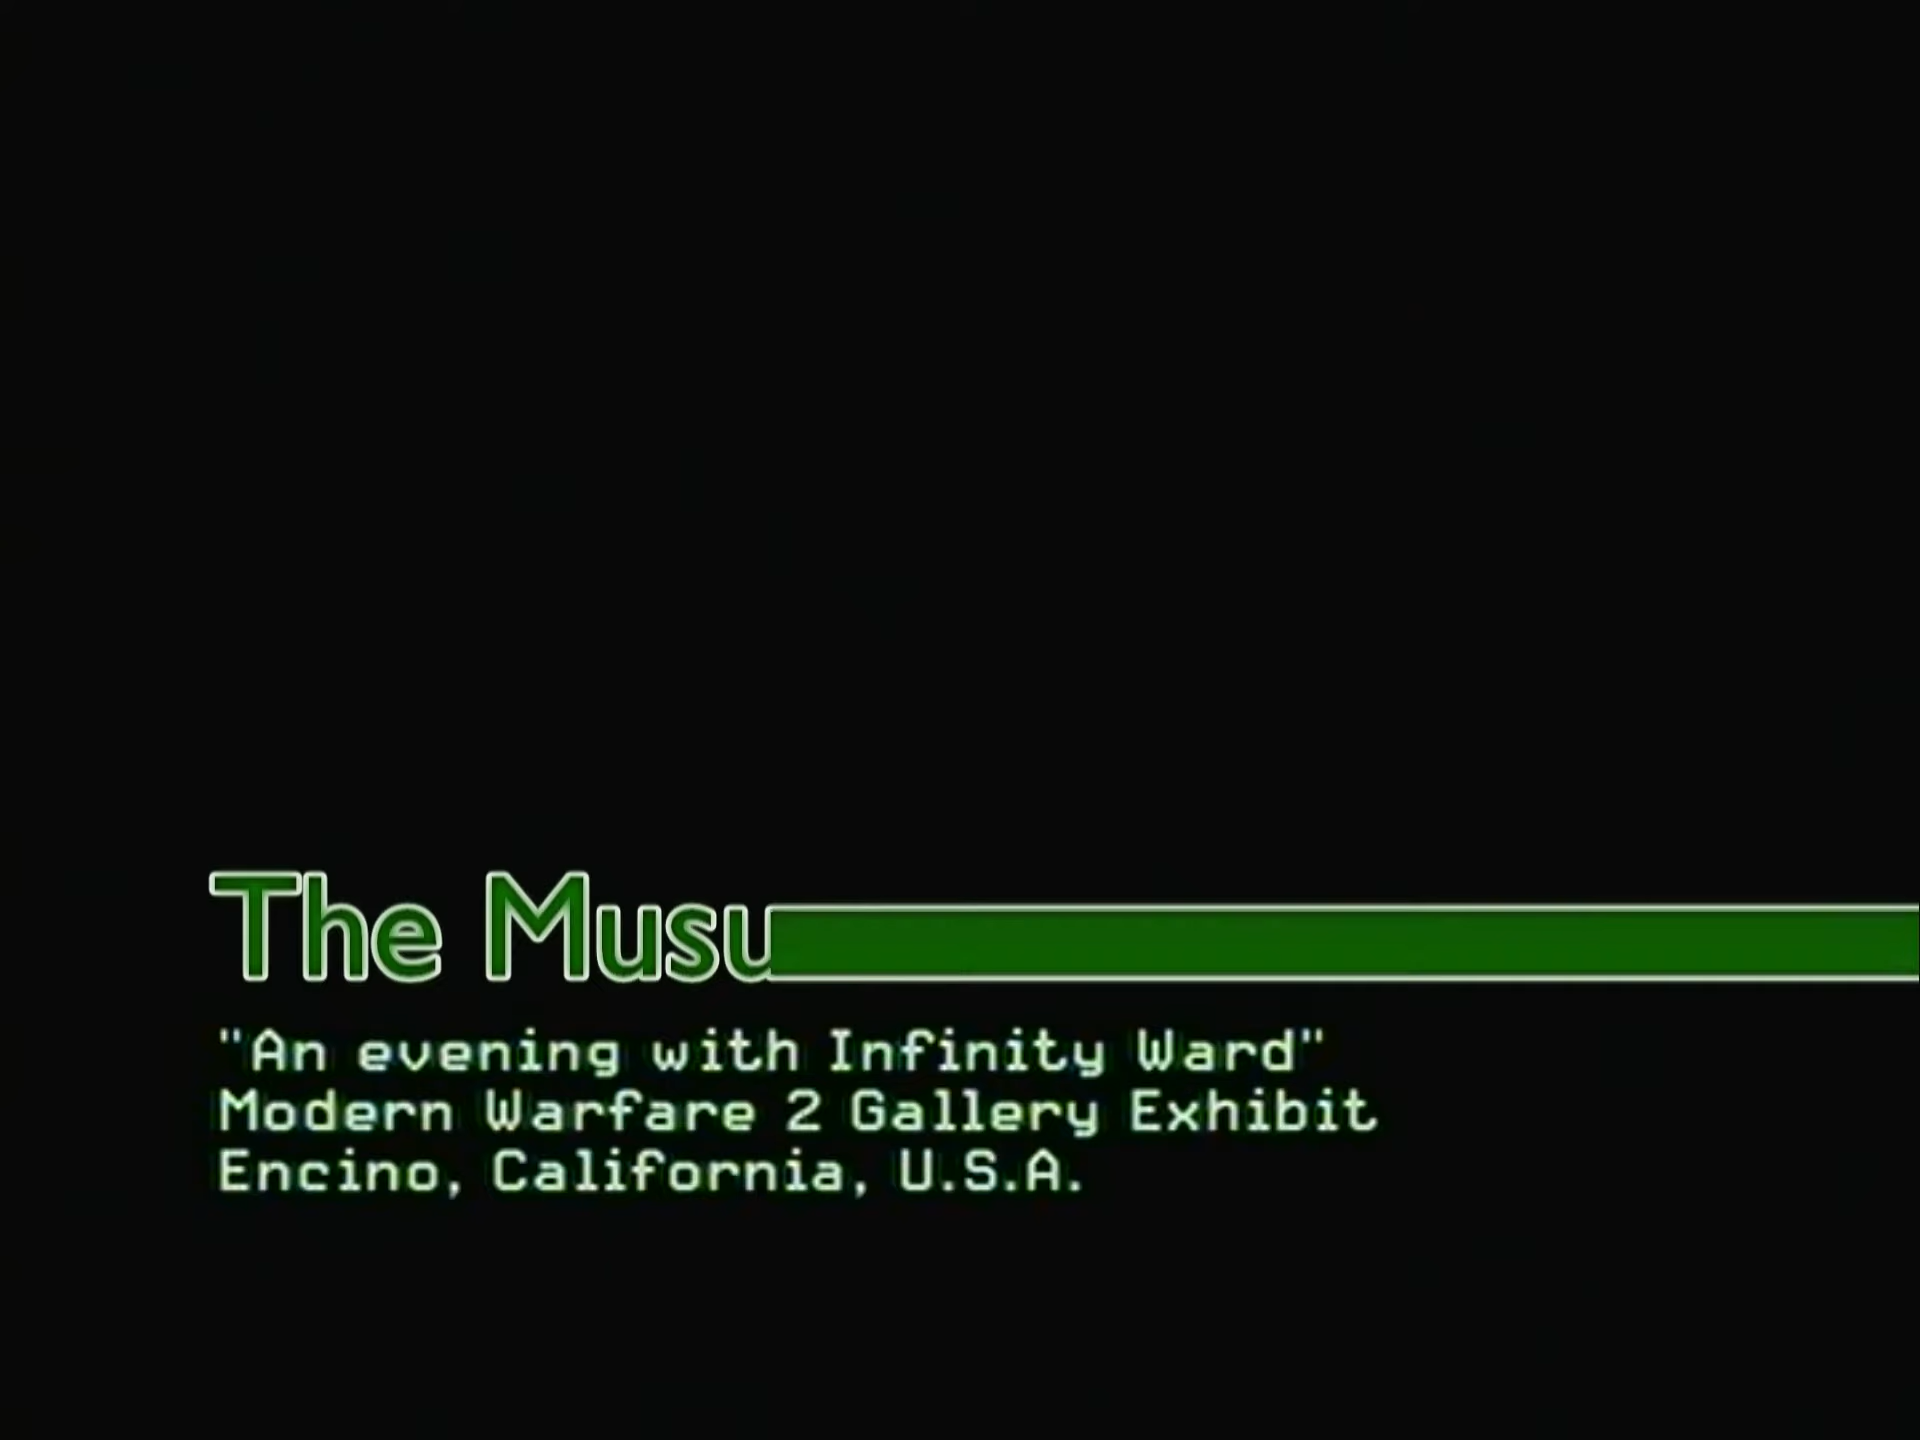 The Musu
"An evening with Infinity Ward"
Modern Warfare 2 Gallery Exhibit
Encino, California, U.S.A.